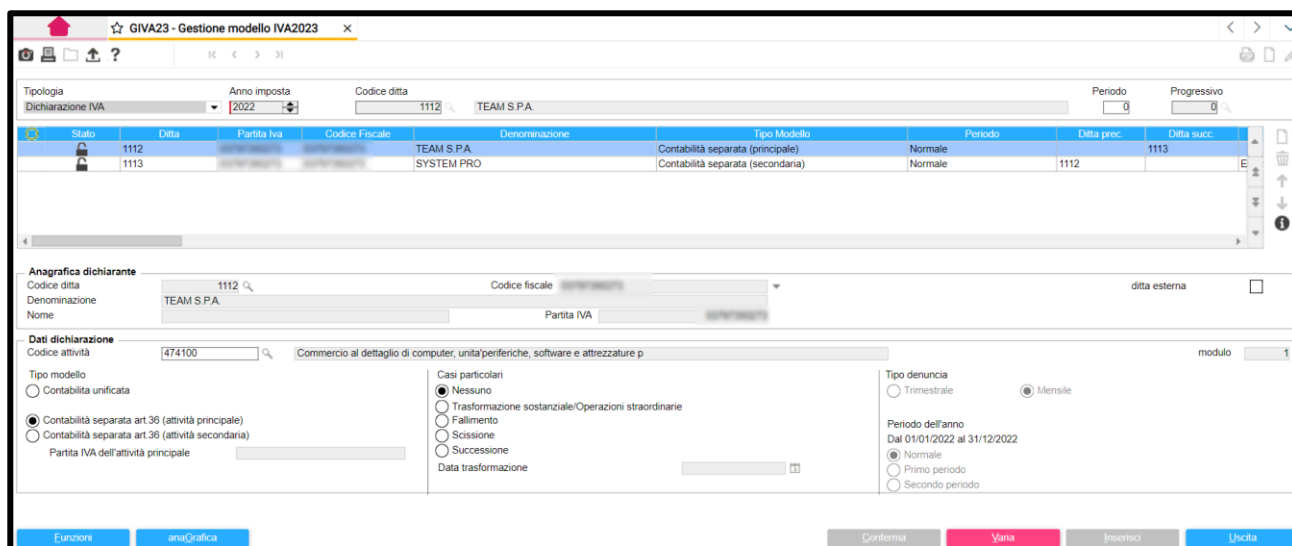 GIVA23 - Gestione modello IVA2023 ×
?
Tipologia Anno imposta Codice ditta Periodo Progressivo
Dichiarazione IVA 2022 1112 TEAM S.P.A. 0 0
Stato Ditta Partita Iva Codice Fiscale Denominazione Tipo Modello Periodo Ditta prec. Ditta succ.
1112 TEAM S.P.A. Contabilità separata (principale) Normale 1113
1113 SYSTEM PRO Contabilità separata (secondaria) Normale 1112 E
Anagrafica dichiarante
Codice ditta 1112 Codice fiscale ditta esterna
Denominazione TEAM S.P.A.
Nome Partita IVA
Dati dichiarazione
Codice attività 474100 Commercio al dettaglio di computer, unita'periferiche, software e attrezzature p modulo 1
Tipo modello Casi particolari Tipo denuncia
Contabilita unificata Nessuno Trimestrale Mensile
Trasformazione sostanziale/Operazioni straordinarie
Contabilità separata art.36 (attività principale) Fallimento Periodo dell'anno
Contabilità separata art.36 (attività secondaria) Scissione Dal 01/01/2022 al 31/12/2022
Partita IVA dell'attività principale Successione Normale
Data trasformazione Primo periodo
Secondo periodo
Funzioni anaGrafica Conferma Varia Inserisci Uscita